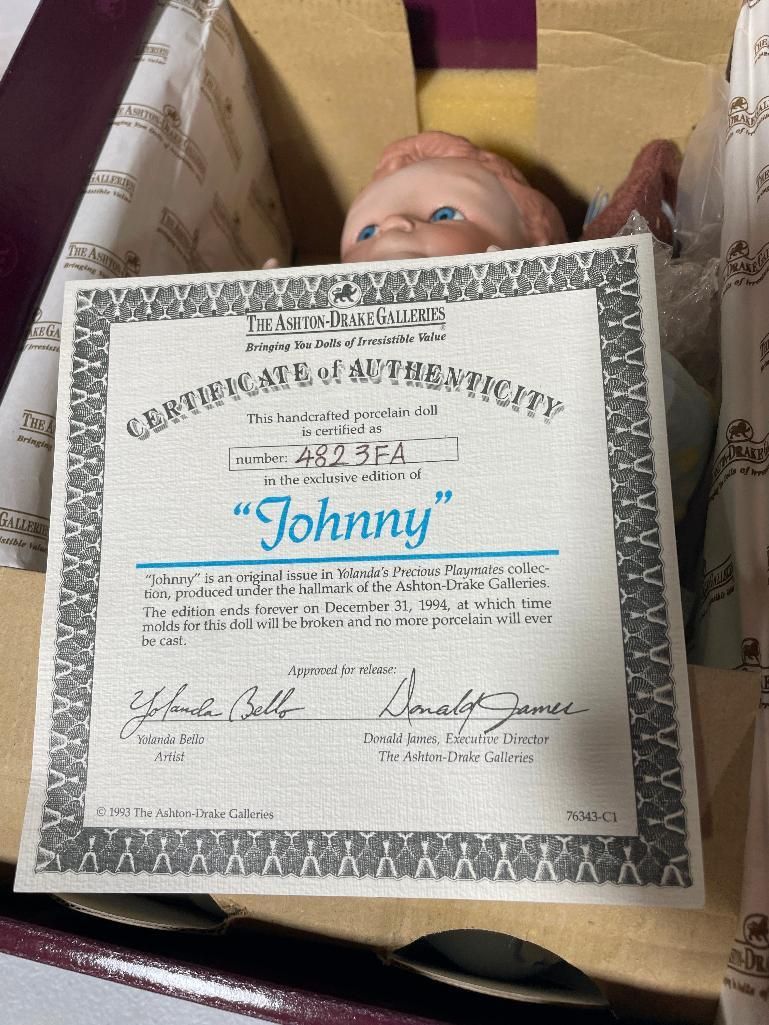 THE ASHTON-DRAKE GALLERIES®
Bringing You Dolls of Irresistible Value
CERTIFICATE of AUTHENTICITY
This handcrafted porcelain doll
is certified as
number: 4823FA
in the exclusive edition of
“Johnny”
“Johnny” is an original issue in Yolanda's Precious Playmates collec-
tion, produced under the hallmark of the Ashton-Drake Galleries.
The edition ends forever on December 31, 1994, at which time
molds for this doll will be broken and no more porcelain will ever
be cast.
Approved for release:
Yolanda Bello Donald James
Yolanda Bello Donald James, Executive Director
Artist The Ashton-Drake Galleries
© 1993 The Ashton-Drake Galleries 76343-C1